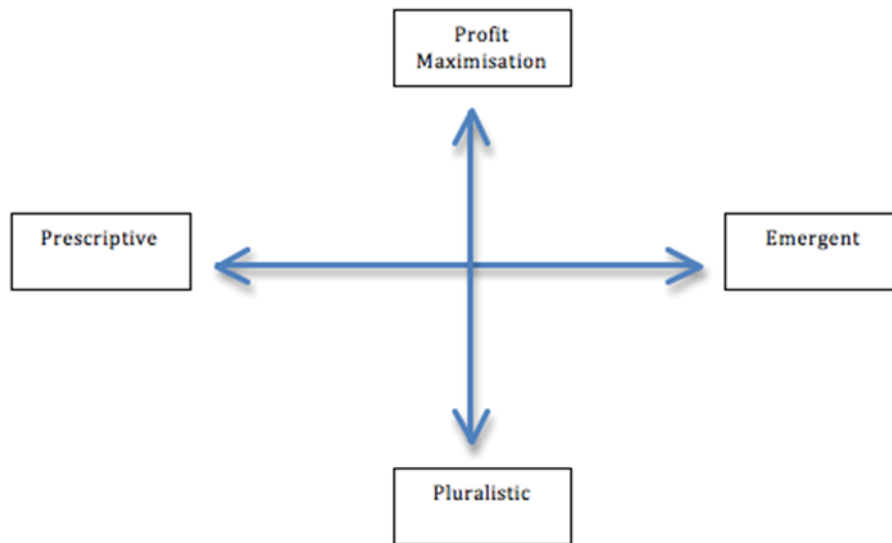 Profit
Maximisation
Prescriptive
Emergent
Pluralistic